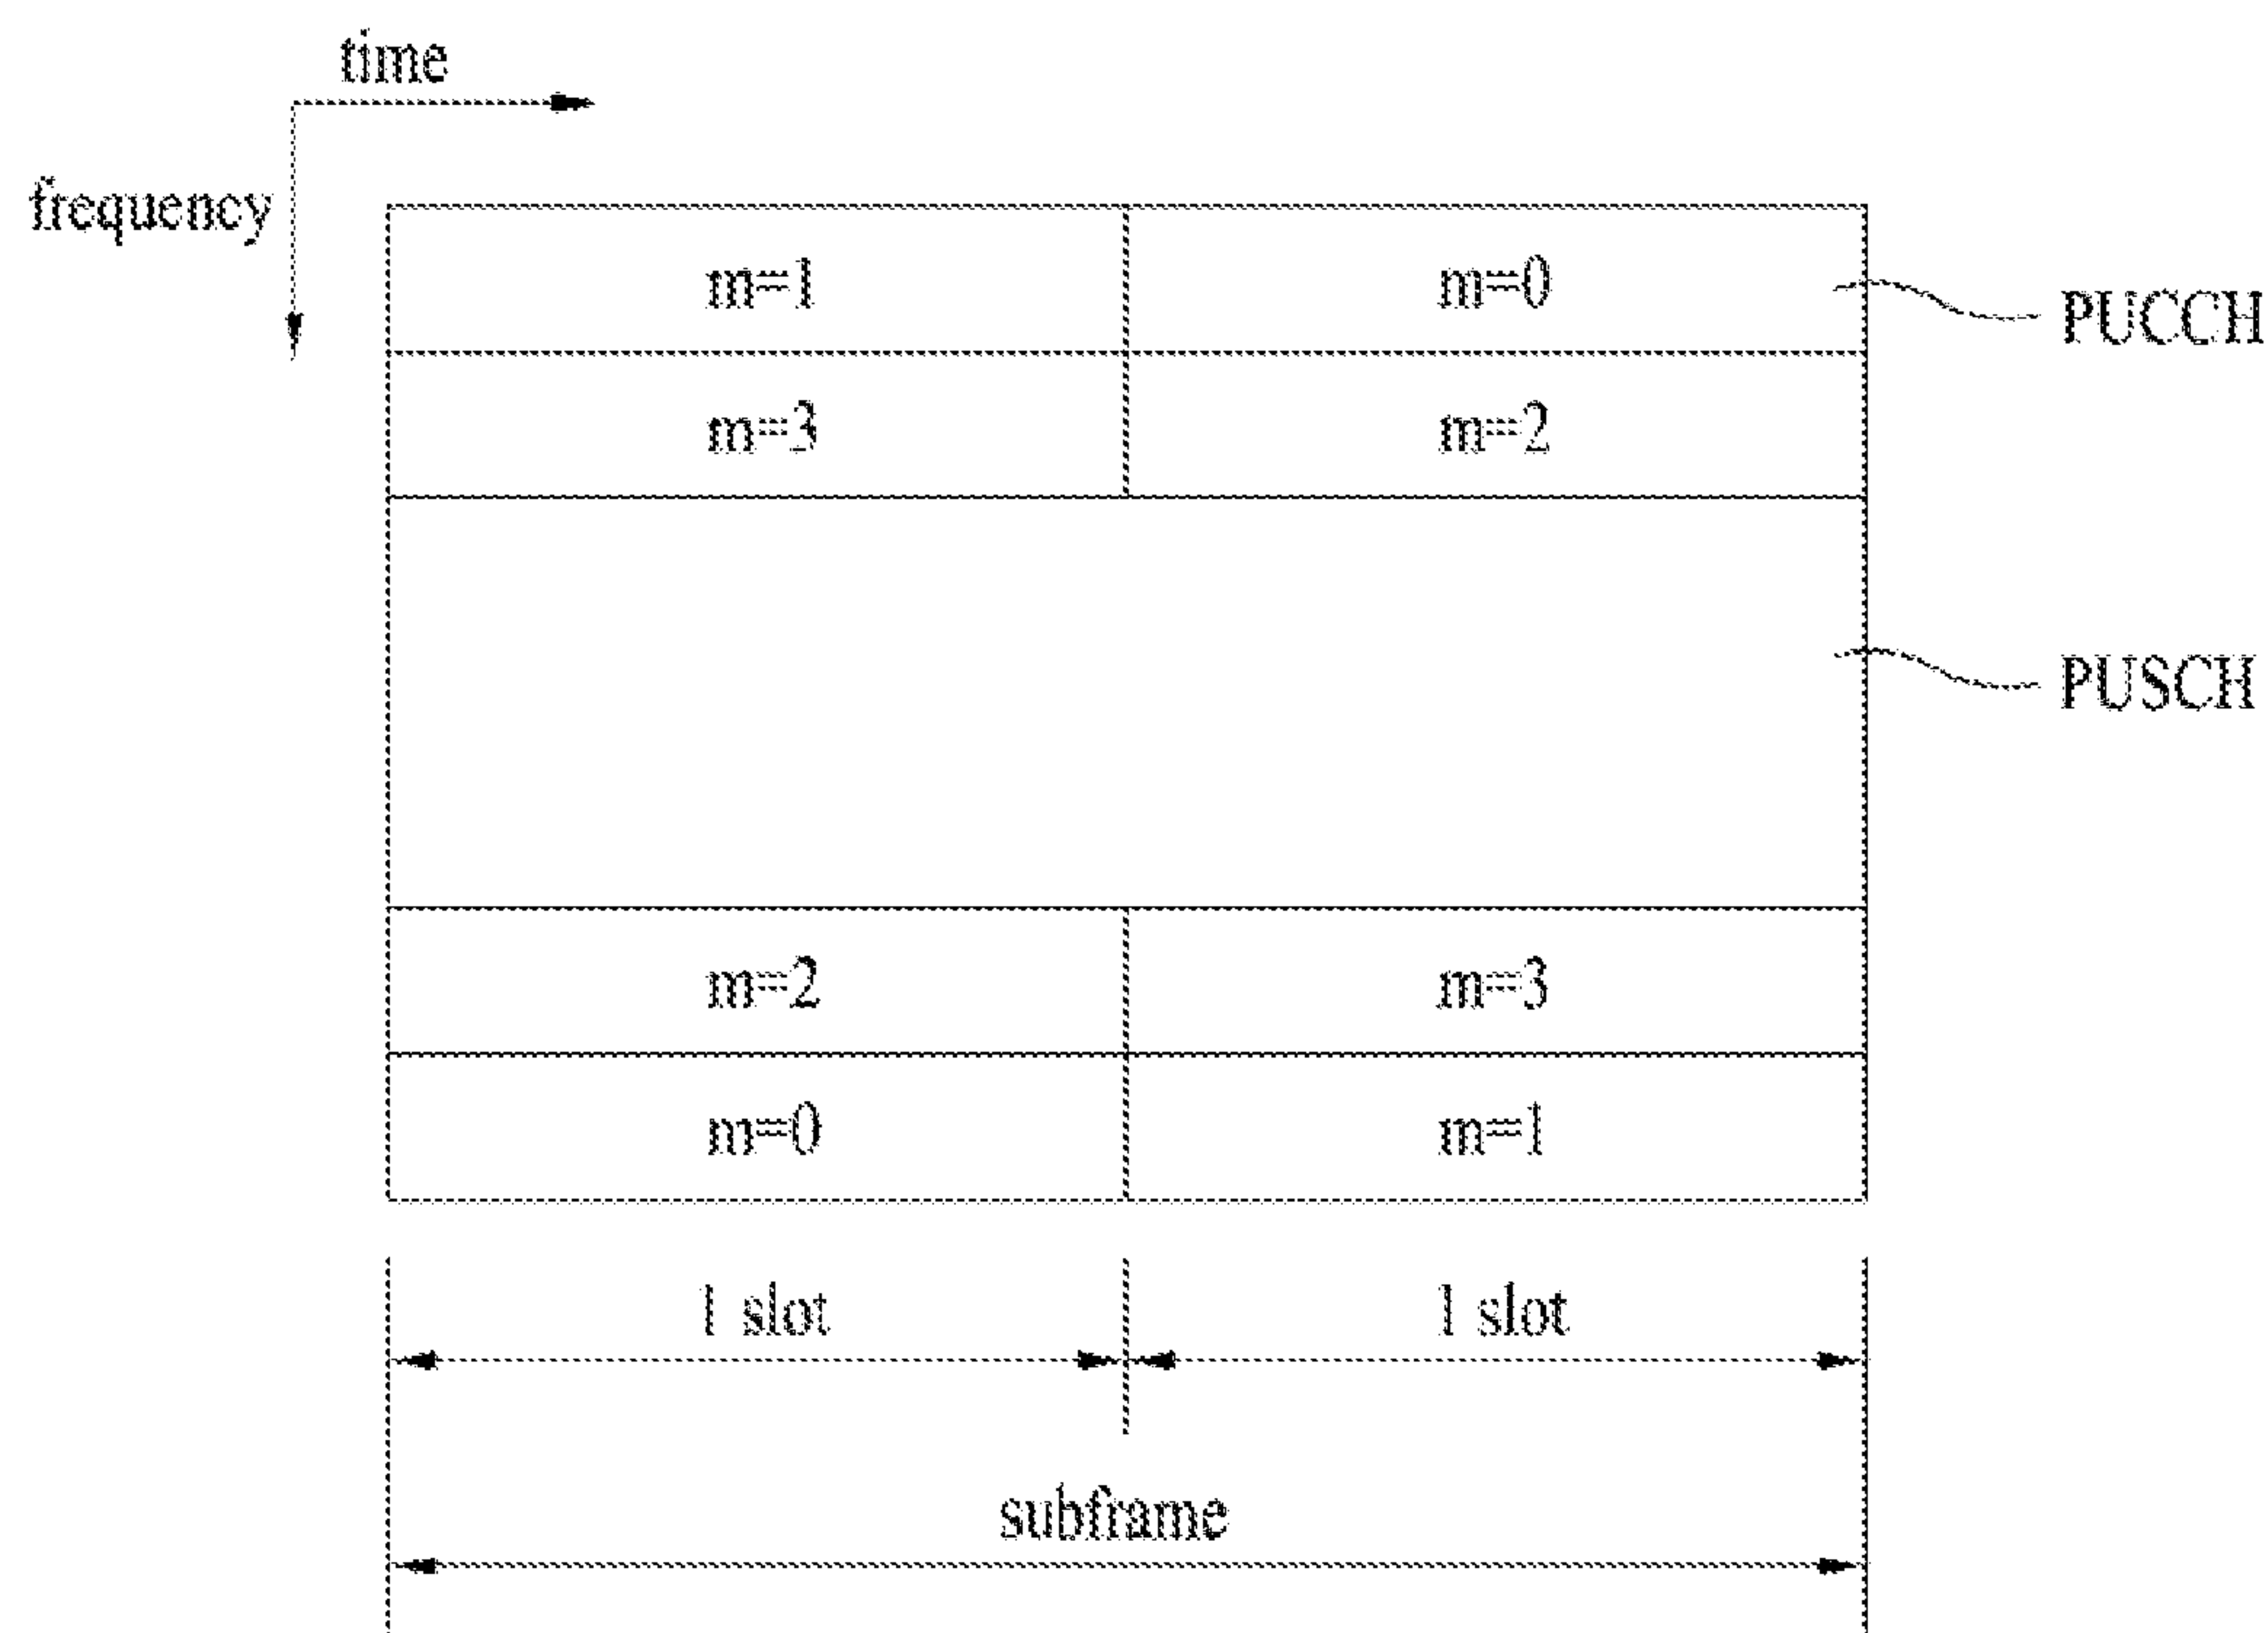 time
frequency
m=1 m=0
PUCCH
m=3 m=2
PUSCH
m=2 m=3
m=0 m=1
1 slot 1 slot
subframe